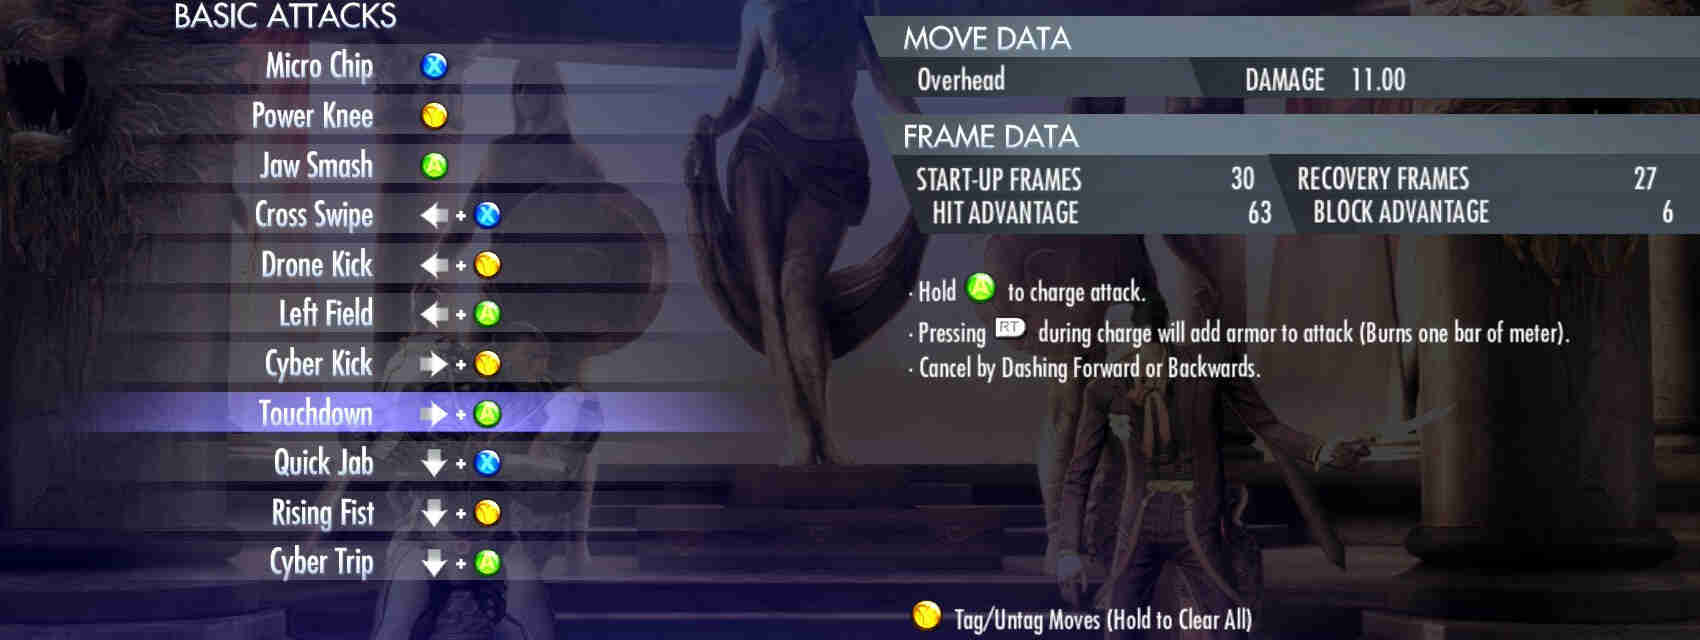 BASIC ATTACKS
Micro Chip X
Power Knee Y
Jaw Smash A
Cross Swipe + X
Drone Kick + Y
Left Field + A
Cyber Kick + Y
Touchdown + A
Quick Jab + X
Rising Fist + Y
Cyber Trip + A
MOVE DATA
Overhead DAMAGE 11.00
FRAME DATA
START-UP FRAMES 30 RECOVERY FRAMES 27
HIT ADVANTAGE 63 BLOCK ADVANTAGE 6
· Hold A to charge attack.
· Pressing RT during charge will add armor to attack (Burns one bar of meter).
· Cancel by Dashing Forward or Backwards.
Y Tag/Untag Moves (Hold to Clear All)